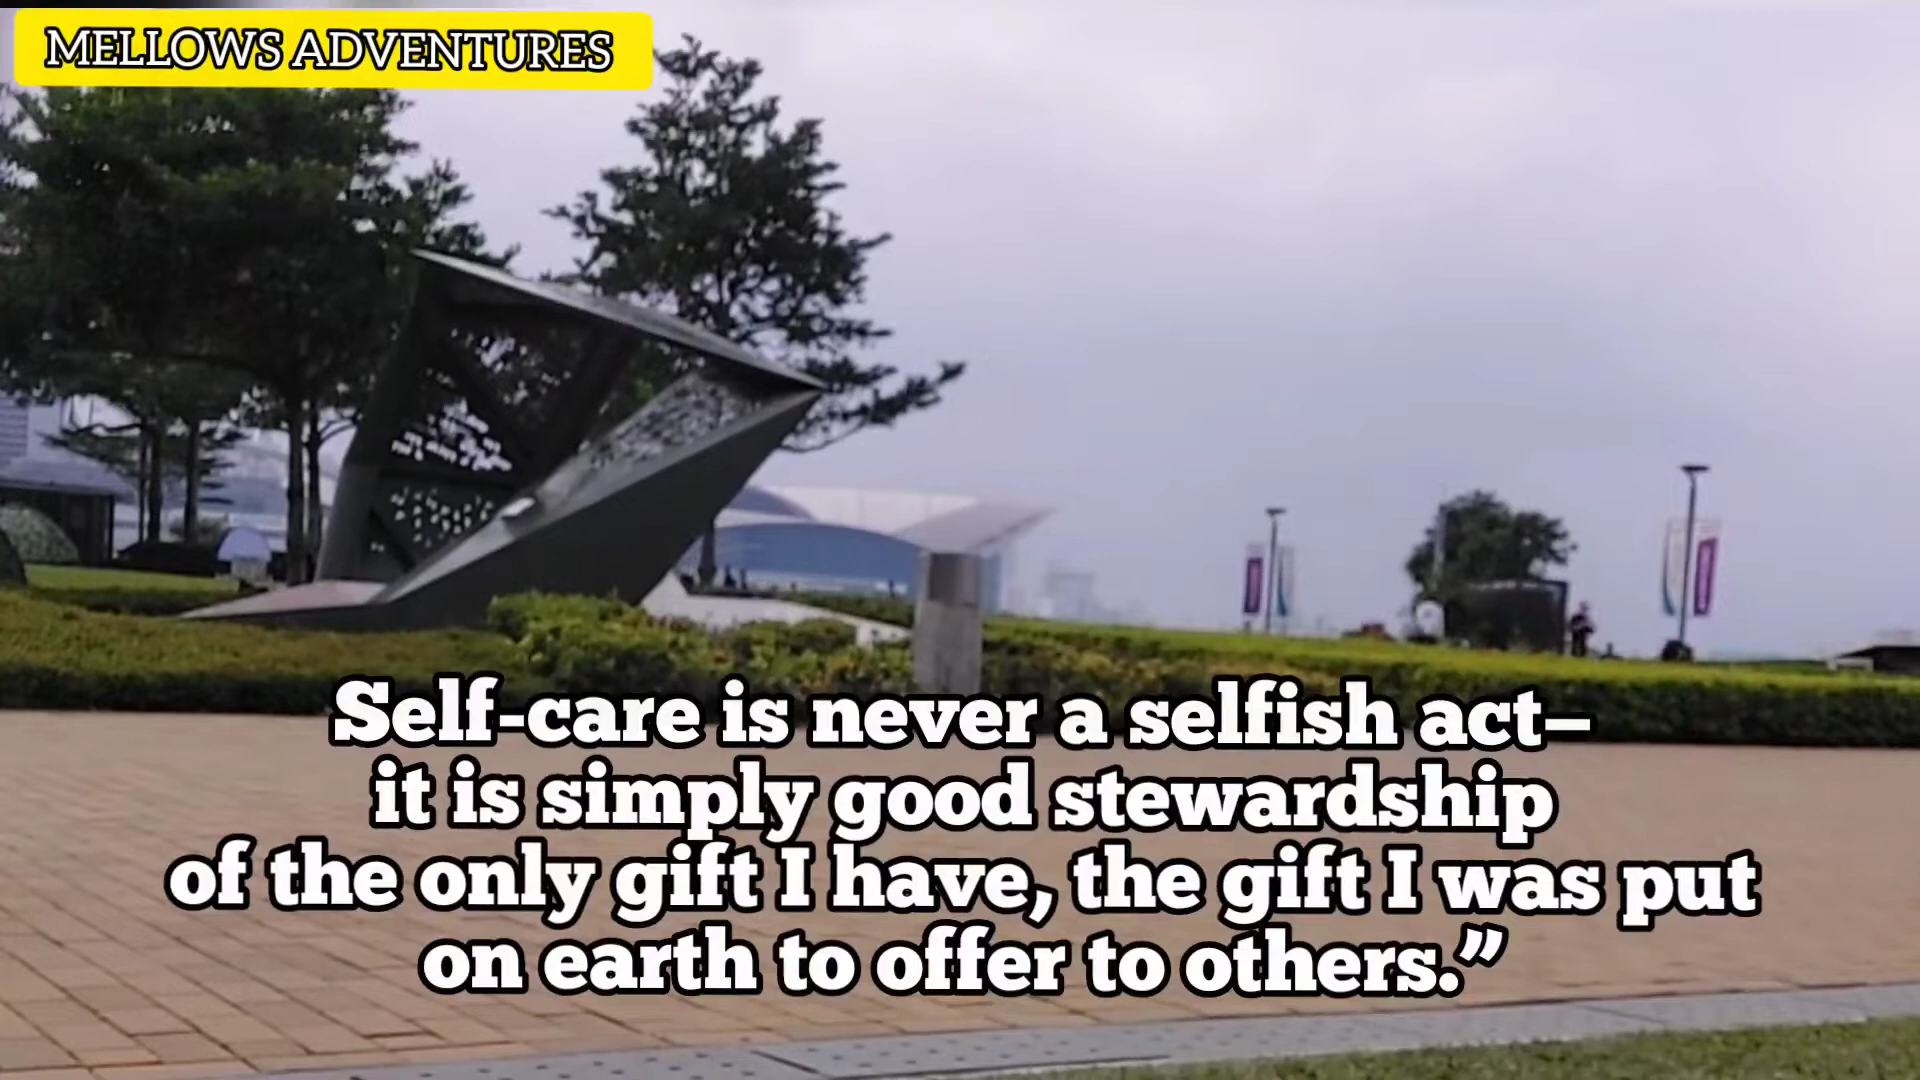 MELLOWS ADVENTURES
Self-care is never a selfish act—
it is simply good stewardship
of the only gift I have, the gift I was put
on earth to offer to others.”